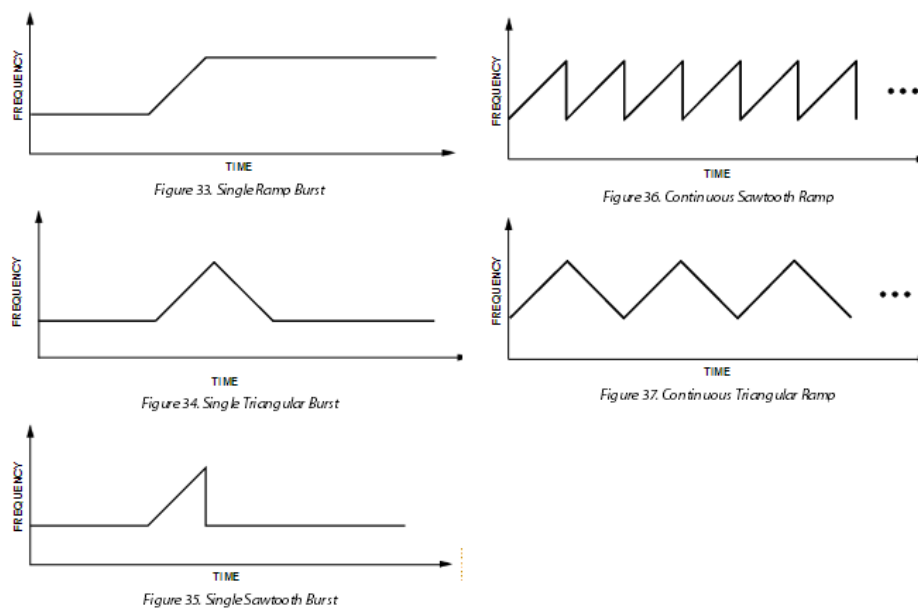 FREQUENCY
TIME
Figure 33. Single Ramp Burst
FREQUENCY
TIME
Figure 34. Single Triangular Burst
FREQUENCY
TIME
Figure 35. Single Sawtooth Burst
FREQUENCY
TIME
Figure 36. Continuous Sawtooth Ramp
FREQUENCY
TIME
Figure 37. Continuous Triangular Ramp